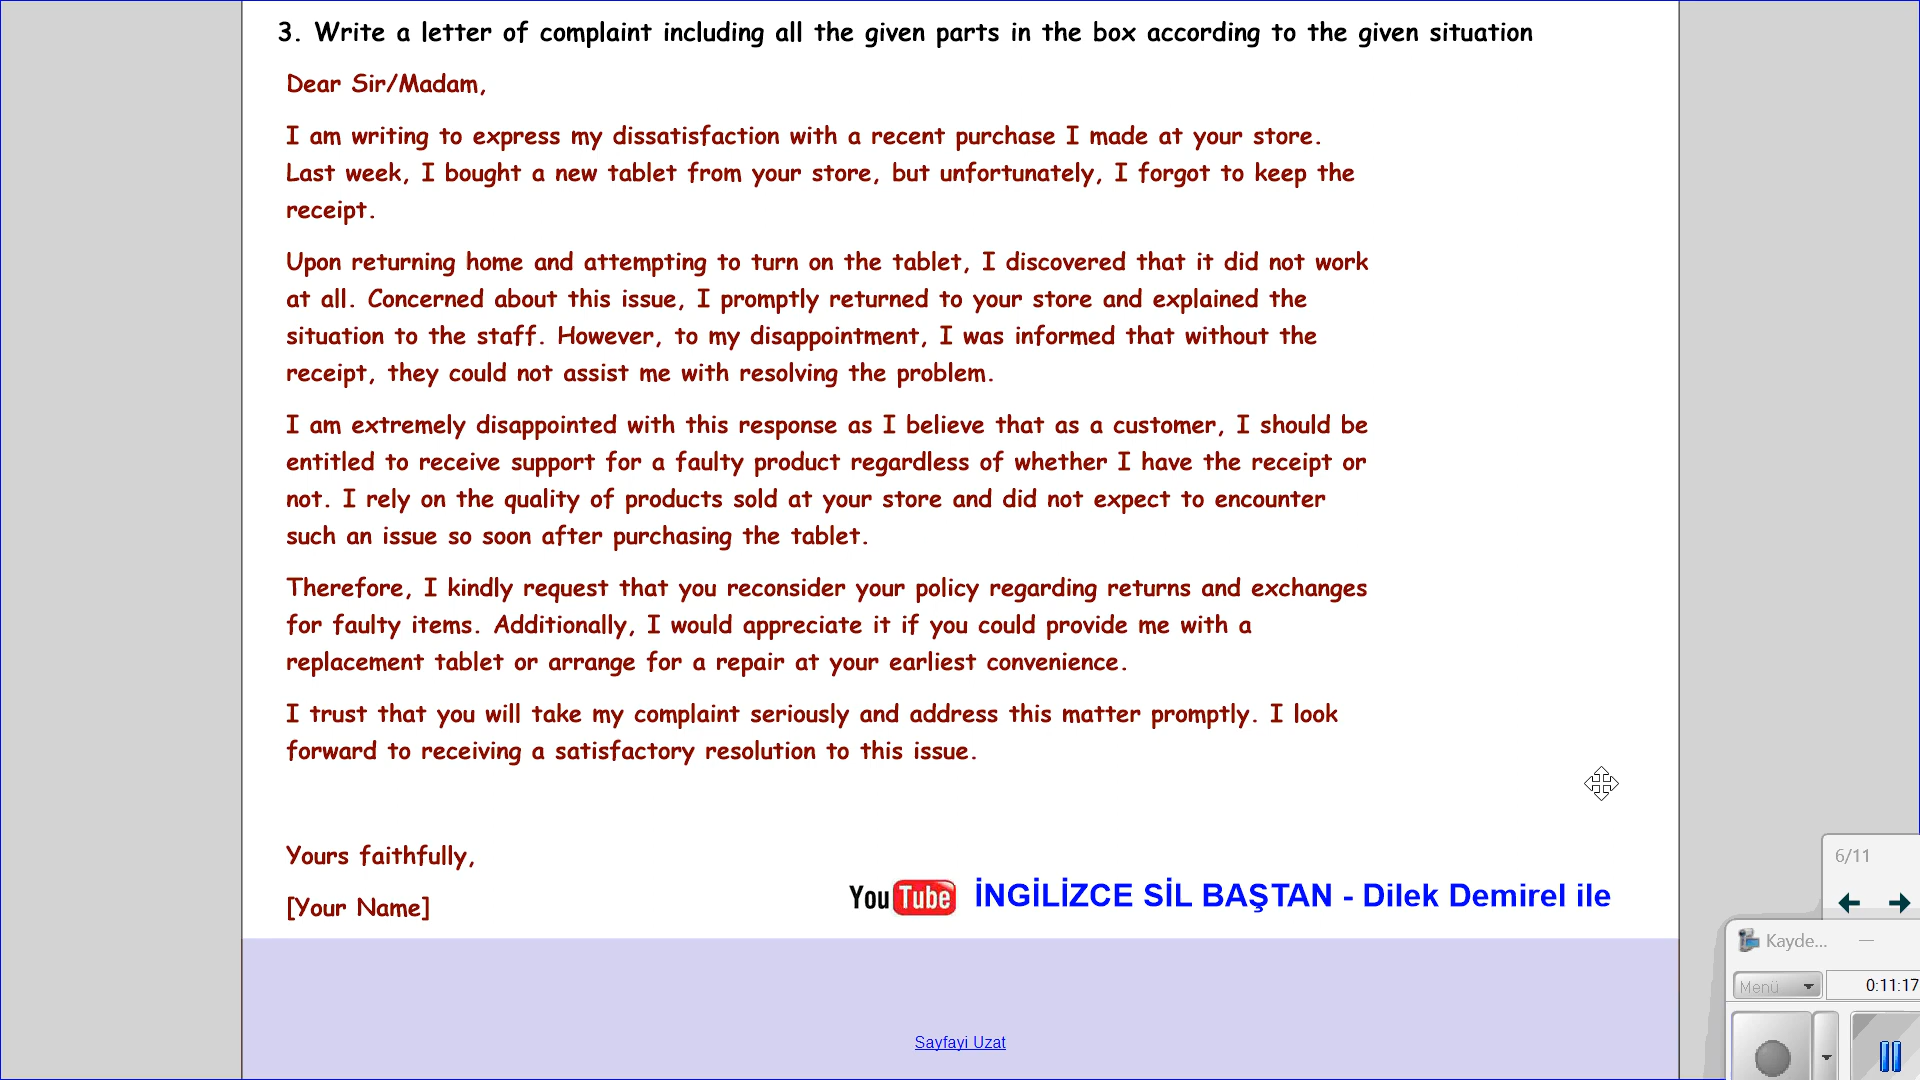 3. Write a letter of complaint including all the given parts in the box according to the given situation
Dear Sir/Madam,
I am writing to express my dissatisfaction with a recent purchase I made at your store.
Last week, I bought a new tablet from your store, but unfortunately, I forgot to keep the
receipt.
Upon returning home and attempting to turn on the tablet, I discovered that it did not work
at all. Concerned about this issue, I promptly returned to your store and explained the
situation to the staff. However, to my disappointment, I was informed that without the
receipt, they could not assist me with resolving the problem.
I am extremely disappointed with this response as I believe that as a customer, I should be
entitled to receive support for a faulty product regardless of whether I have the receipt or
not. I rely on the quality of products sold at your store and did not expect to encounter
such an issue so soon after purchasing the tablet.
Therefore, I kindly request that you reconsider your policy regarding returns and exchanges
for faulty items. Additionally, I would appreciate it if you could provide me with a
replacement tablet or arrange for a repair at your earliest convenience.
I trust that you will take my complaint seriously and address this matter promptly. I look
forward to receiving a satisfactory resolution to this issue.
Yours faithfully,
[Your Name]
YouTube İNGİLİZCE SİL BAŞTAN - Dilek Demirel ile
6/11
Kayde...
Menü
0:11:17
Sayfayi Uzat